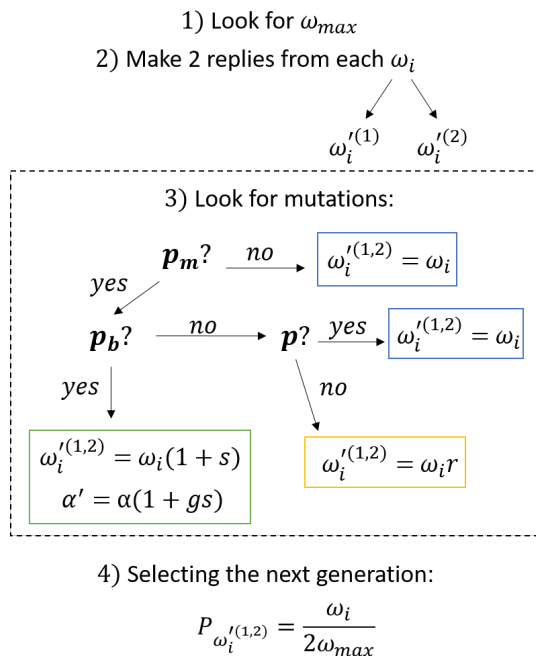 1) Look for ω_max
2) Make 2 replies from each ω_i
ω_i′^(1) ω_i′^(2)
3) Look for mutations:
p_m? no ω_i′^(1,2) = ω_i
yes
p_b? no p? yes ω_i′^(1,2) = ω_i
yes no
ω_i′^(1,2) = ω_i(1 + s) ω_i′^(1,2) = ω_i r
α′ = α(1 + gs)
4) Selecting the next generation:
P_ω_i′^(1,2) = ω_i / 2ω_max